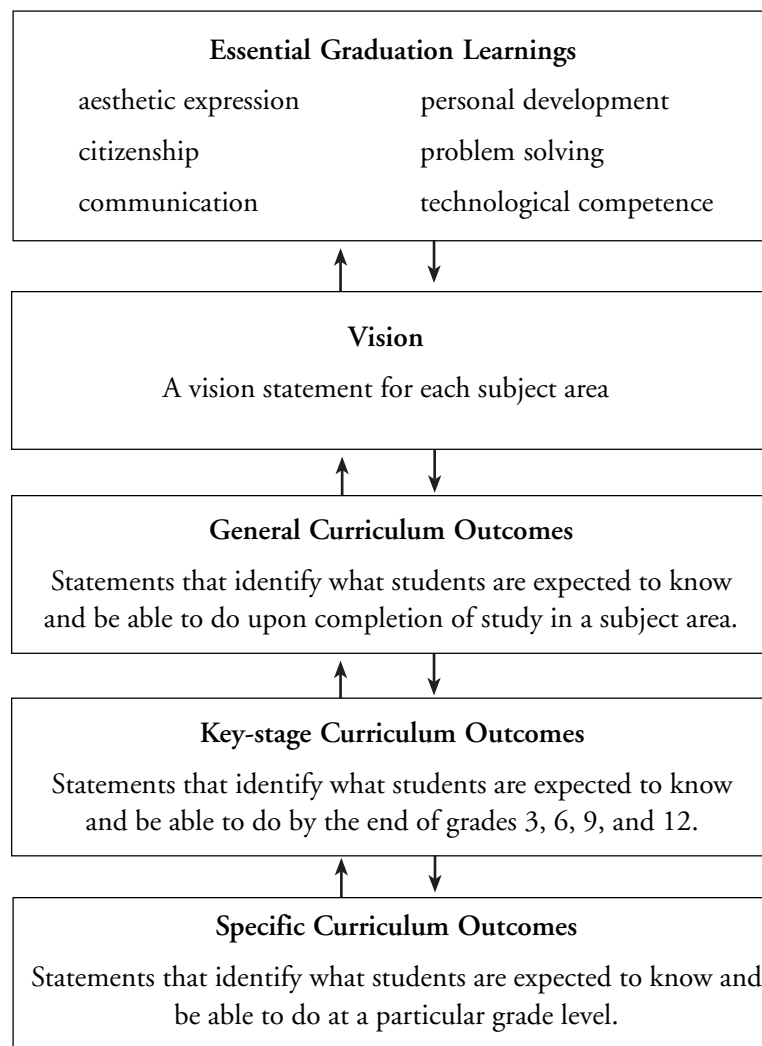 Essential Graduation Learnings
aesthetic expression personal development
citizenship problem solving
communication technological competence
Vision
A vision statement for each subject area
General Curriculum Outcomes
Statements that identify what students are expected to know
and be able to do upon completion of study in a subject area.
Key-stage Curriculum Outcomes
Statements that identify what students are expected to know
and be able to do by the end of grades 3, 6, 9, and 12.
Specific Curriculum Outcomes
Statements that identify what students are expected to know and
be able to do at a particular grade level.